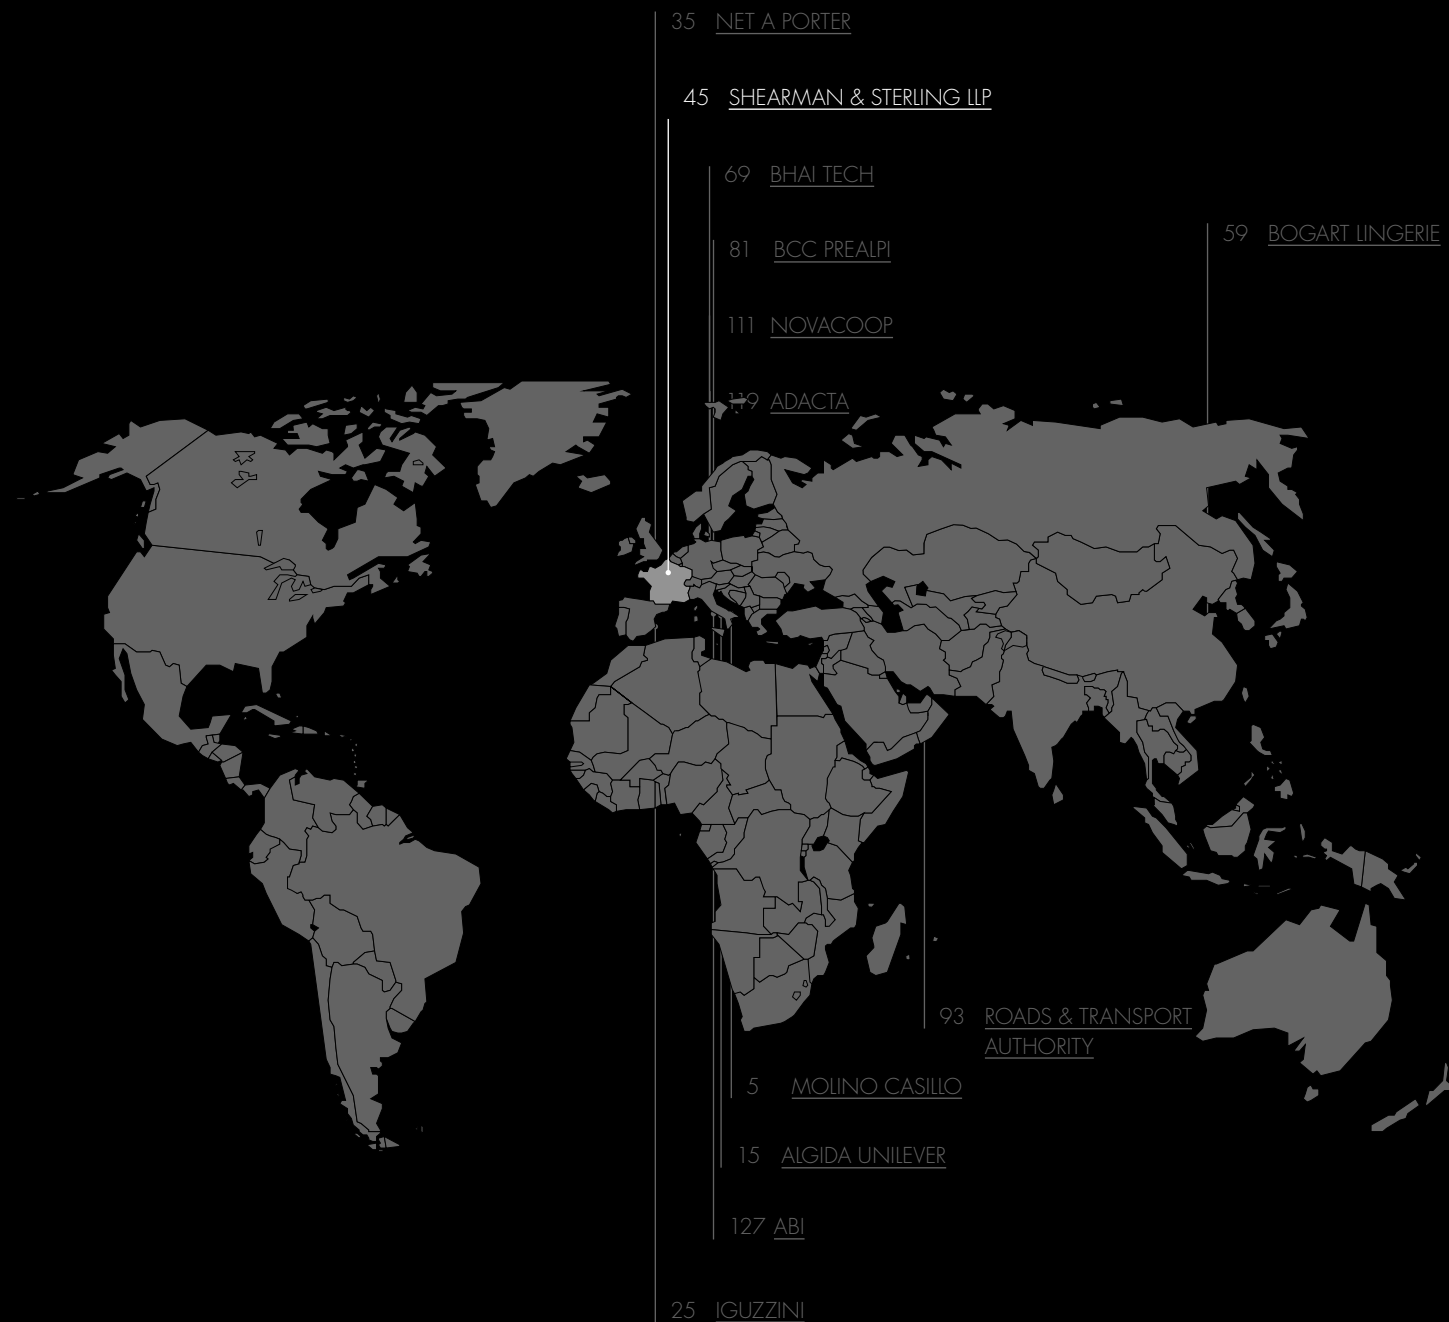 35 NET A PORTER
45 SHEARMAN & STERLING LLP
69 BHAI TECH
59 BOGART LINGERIE
81 BCC PREALPI
111 NOVACOOP
119 ADACTA
93 ROADS & TRANSPORT
AUTHORITY
5 MOLINO CASILLO
15 ALGIDA UNILEVER
127 ABI
25 IGUZZINI